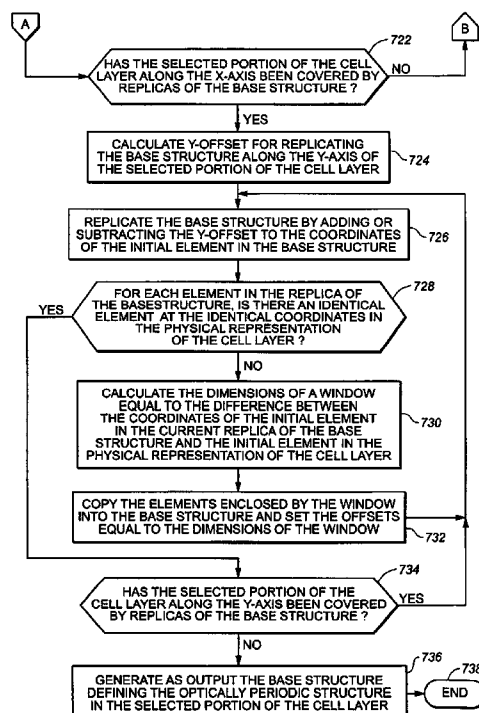 A
B
722
HAS THE SELECTED PORTION OF THE CELL
LAYER ALONG THE X-AXIS BEEN COVERED BY
REPLICAS OF THE BASE STRUCTURE ?
NO
YES
CALCULATE Y-OFFSET FOR REPLICATING
THE BASE STRUCTURE ALONG THE Y-AXIS OF
THE SELECTED PORTION OF THE CELL LAYER
724
REPLICATE THE BASE STRUCTURE BY ADDING OR
SUBTRACTING THE Y-OFFSET TO THE COORDINATES
OF THE INITIAL ELEMENT IN THE BASE STRUCTURE
726
728
YES
FOR EACH ELEMENT IN THE REPLICA OF
THE BASESTRUCTURE, IS THERE AN IDENTICAL
ELEMENT AT THE IDENTICAL COORDINATES IN
THE PHYSICAL REPRESENTATION
OF THE CELL LAYER ?
NO
CALCULATE THE DIMENSIONS OF A WINDOW
EQUAL TO THE DIFFERENCE BETWEEN
THE COORDINATES OF THE INITIAL ELEMENT
IN THE CURRENT REPLICA OF THE BASE
STRUCTURE AND THE INITIAL ELEMENT IN THE
PHYSICAL REPRESENTATION OF THE CELL LAYER
730
COPY THE ELEMENTS ENCLOSED BY THE WINDOW
INTO THE BASE STRUCTURE AND SET THE OFFSETS
EQUAL TO THE DIMENSIONS OF THE WINDOW
732
734
HAS THE SELECTED PORTION OF THE
CELL LAYER ALONG THE Y-AXIS BEEN COVERED
BY REPLICAS OF THE BASE STRUCTURE ?
YES
NO
736
GENERATE AS OUTPUT THE BASE STRUCTURE
DEFINING THE OPTICALLY PERIODIC STRUCTURE
IN THE SELECTED PORTION OF THE CELL LAYER
738
END